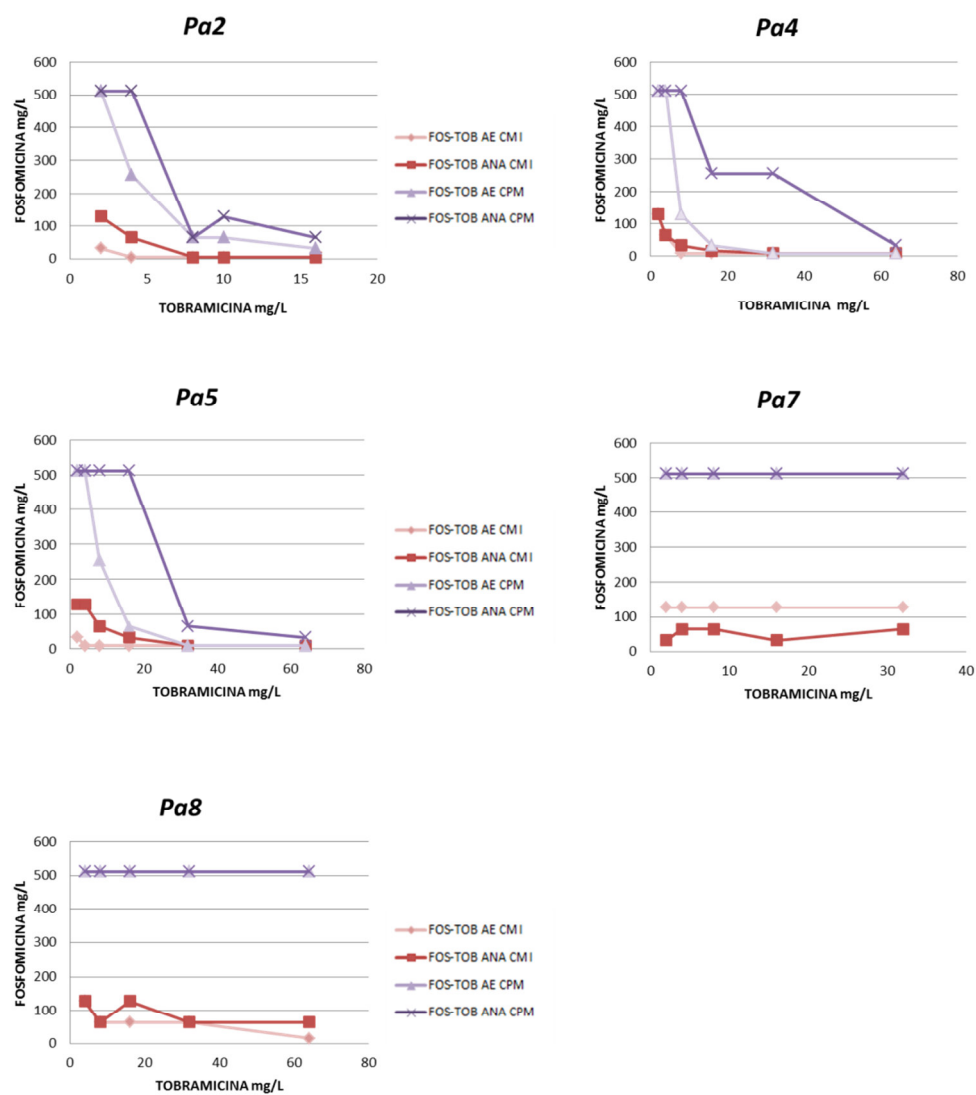 Pa2
600
500
400
300
200
100
0
FOSFOMICINA mg/L
0 5 10 15 20
TOBRAMICINA mg/L
FOS-TOB AE CMI
FOS-TOB ANA CMI
FOS-TOB AE CPM
FOS-TOB ANA CPM
Pa4
600
500
400
300
200
100
0
FOSFOMICINA mg/L
0 20 40 60 80
TOBRAMICINA mg/L
Pa5
600
500
400
300
200
100
0
FOSFOMICINA mg/L
0 20 40 60 80
TOBRAMICINA mg/L
FOS-TOB AE CMI
FOS-TOB ANA CMI
FOS-TOB AE CPM
FOS-TOB ANA CPM
Pa7
600
500
400
300
200
100
0
FOSFOMICINA mg/L
0 10 20 30 40
TOBRAMICINA mg/L
Pa8
600
500
400
300
200
100
0
FOSFOMICINA mg/L
0 20 40 60 80
TOBRAMICINA mg/L
FOS-TOB AE CMI
FOS-TOB ANA CMI
FOS-TOB AE CPM
FOS-TOB ANA CPM